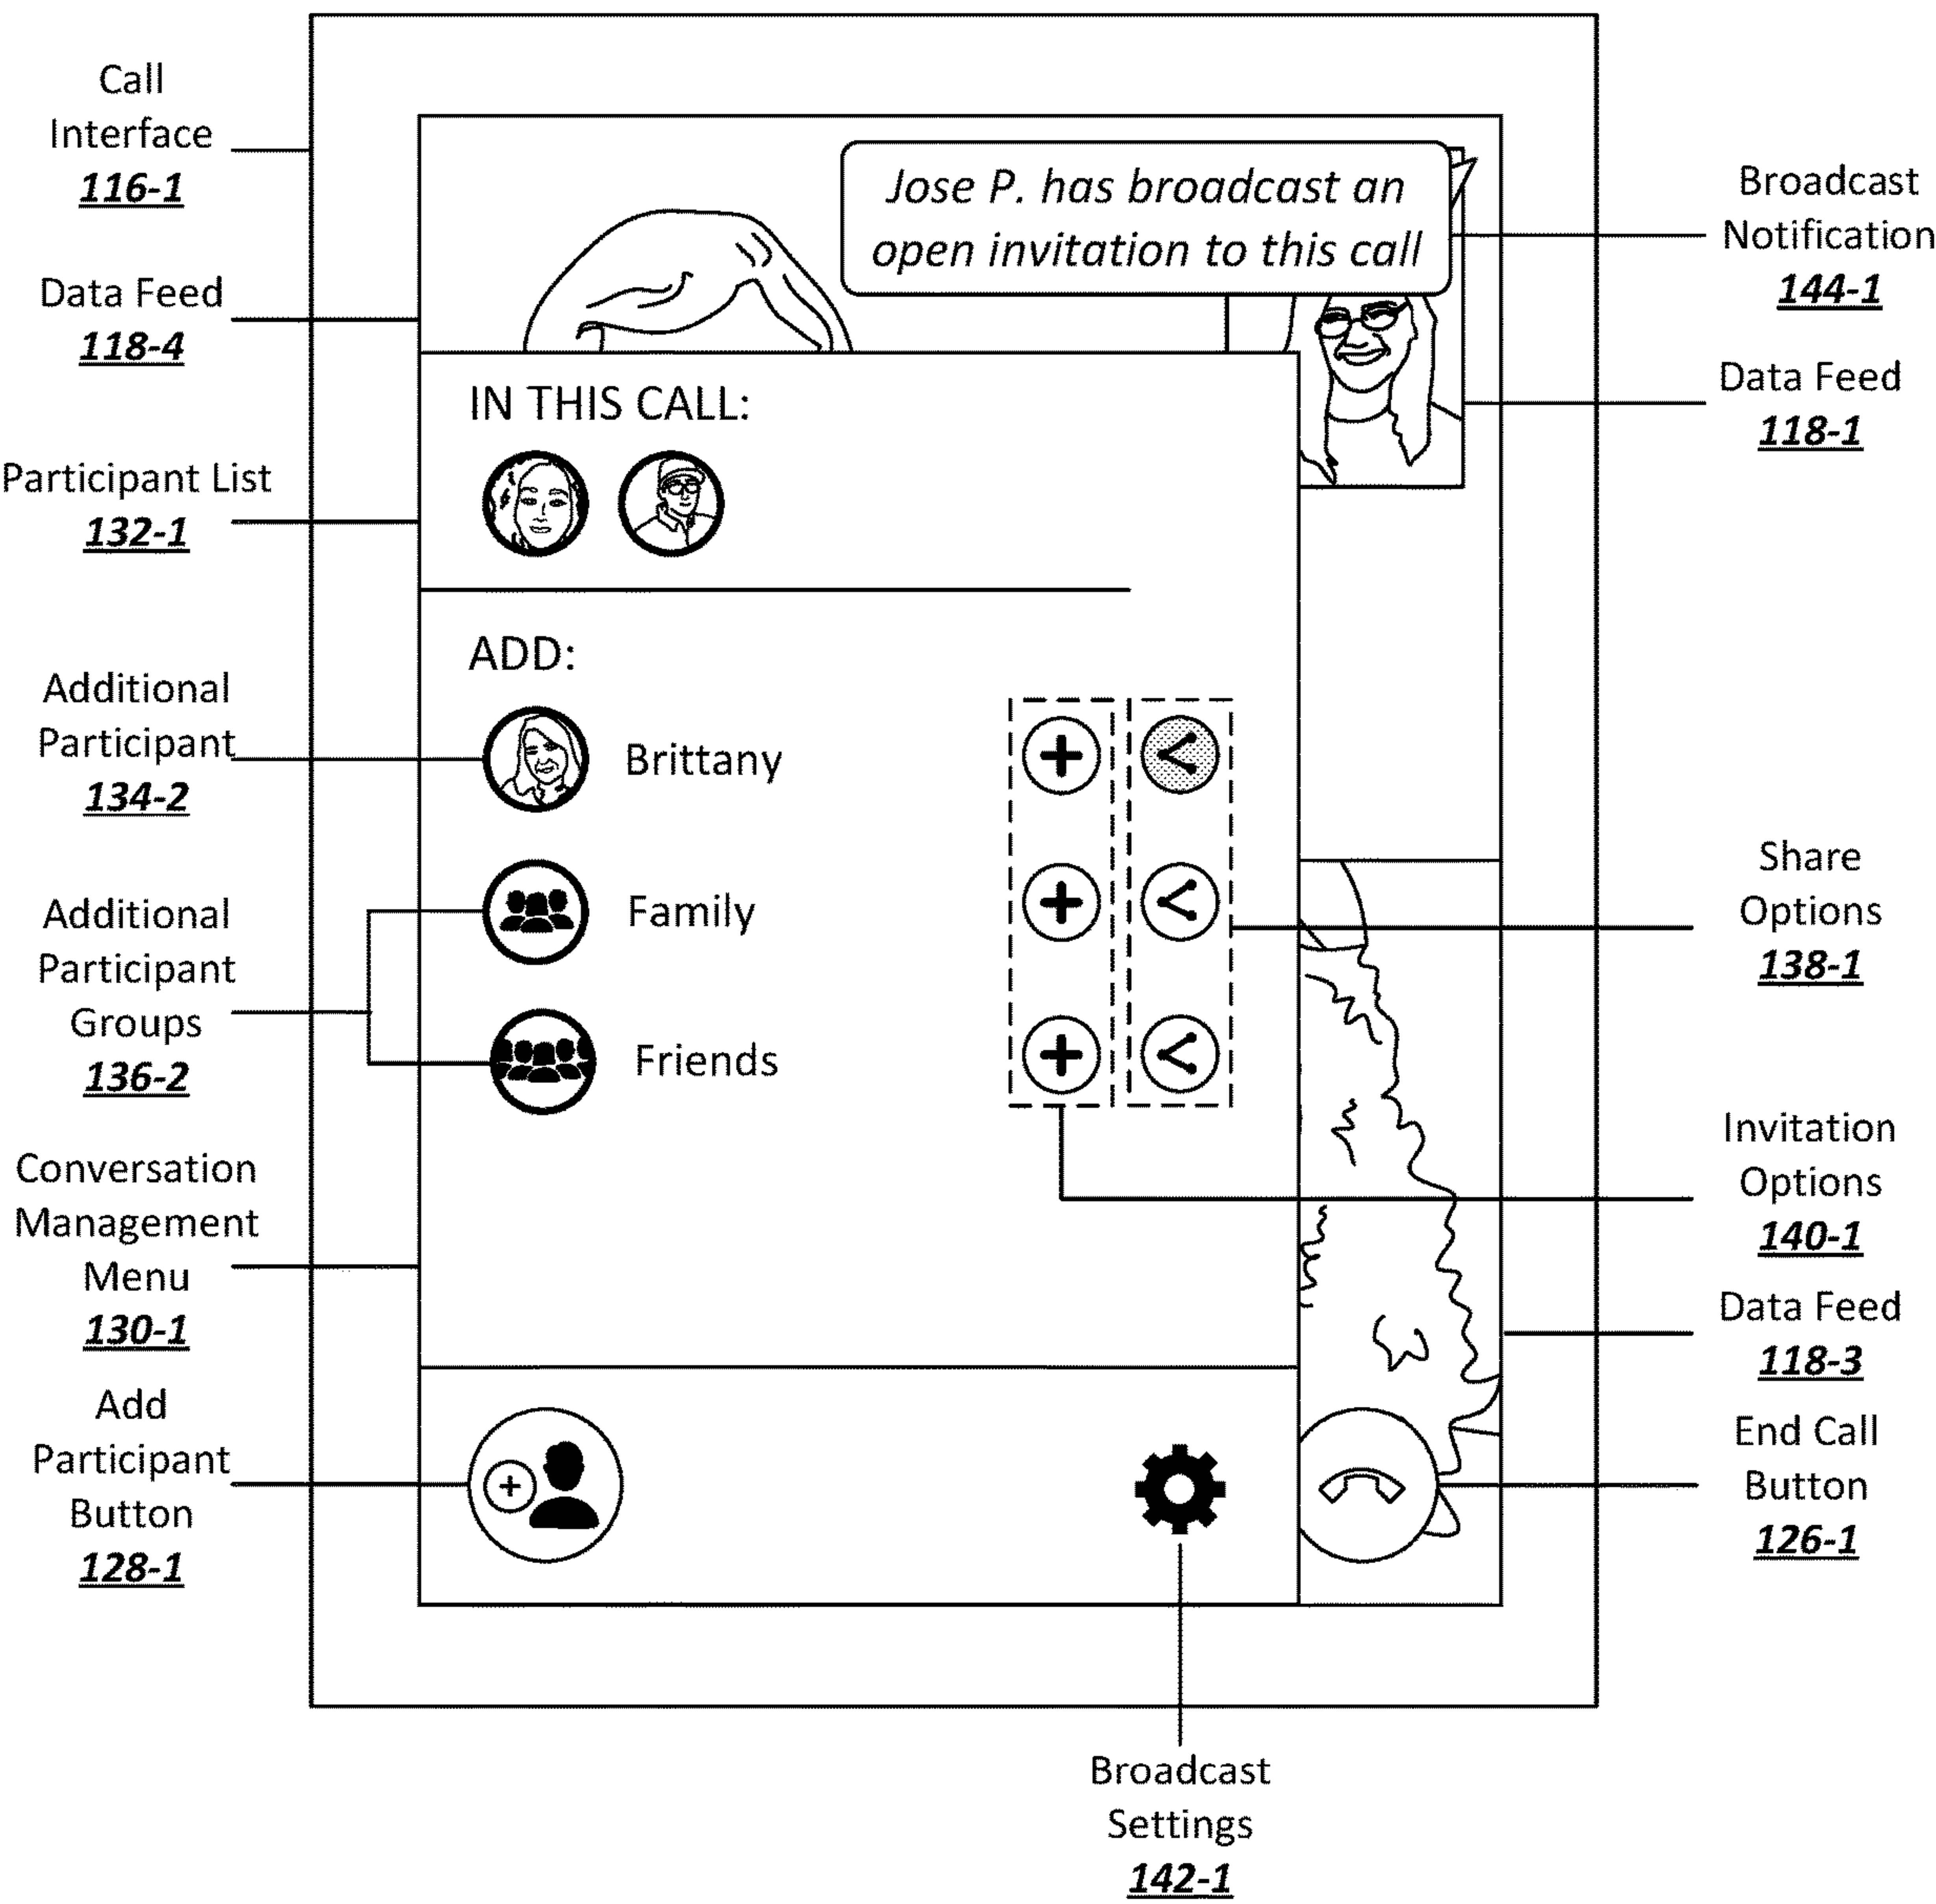 Call
Interface
116-1
Data Feed
118-4
Participant List
132-1
Additional
Participant
134-2
Additional
Participant
Groups
136-2
Conversation
Management
Menu
130-1
Add
Participant
Button
128-1
Jose P. has broadcast an
open invitation to this call
IN THIS CALL:
ADD:
Brittany
Family
Friends
Broadcast
Notification
144-1
Data Feed
118-1
Share
Options
138-1
Invitation
Options
140-1
Data Feed
118-3
End Call
Button
126-1
Broadcast
Settings
142-1